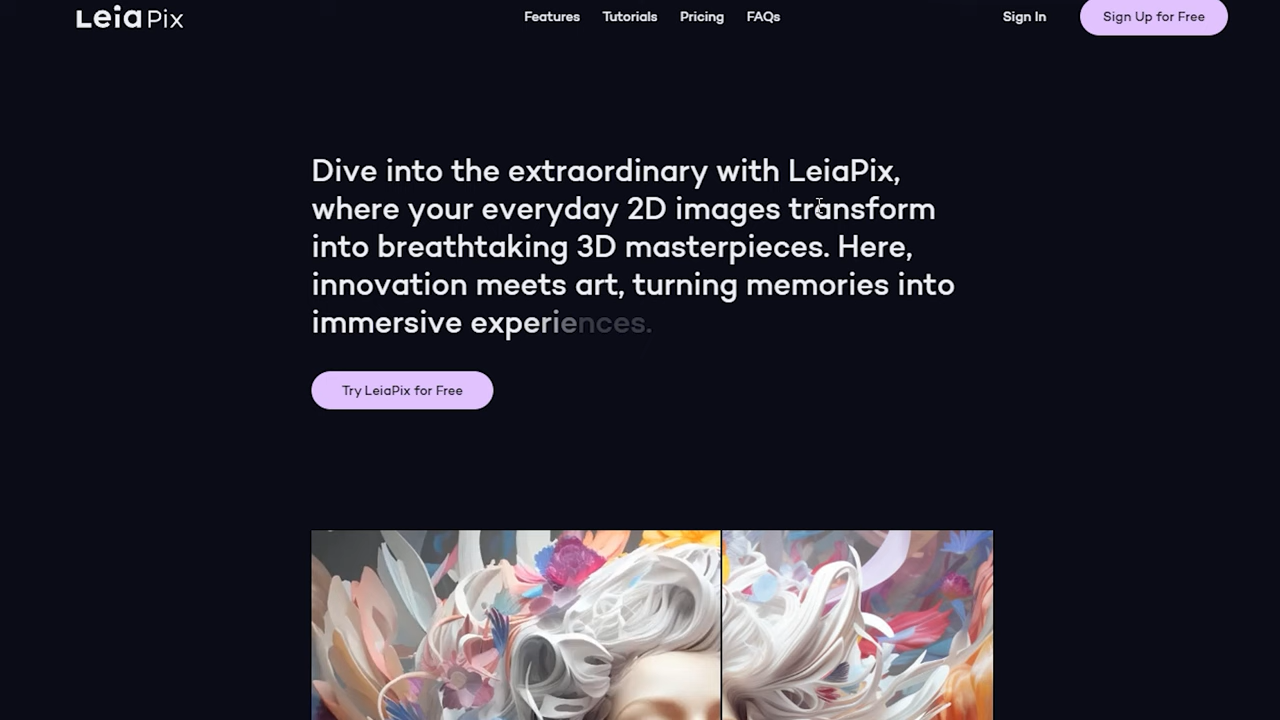 Leia Pix
Features Tutorials Pricing FAQs
Sign In
Sign Up for Free
Dive into the extraordinary with LeiaPix,
where your everyday 2D images transform
into breathtaking 3D masterpieces. Here,
innovation meets art, turning memories into
immersive experiences.
Try LeiaPix for Free